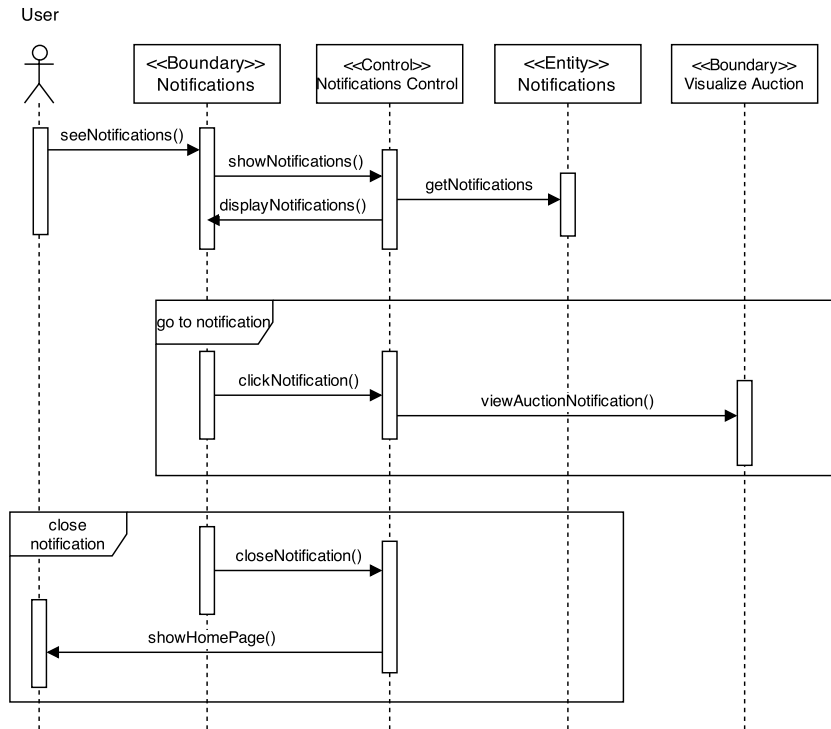 User
<<Boundary>>
Notifications
<<Control>>
Notifications Control
<<Entity>>
Notifications
<<Boundary>>
Visualize Auction
seeNotifications()
showNotifications()
getNotifications
displayNotifications()
go to notification
clickNotification()
viewAuctionNotification()
close
notification
closeNotification()
showHomePage()